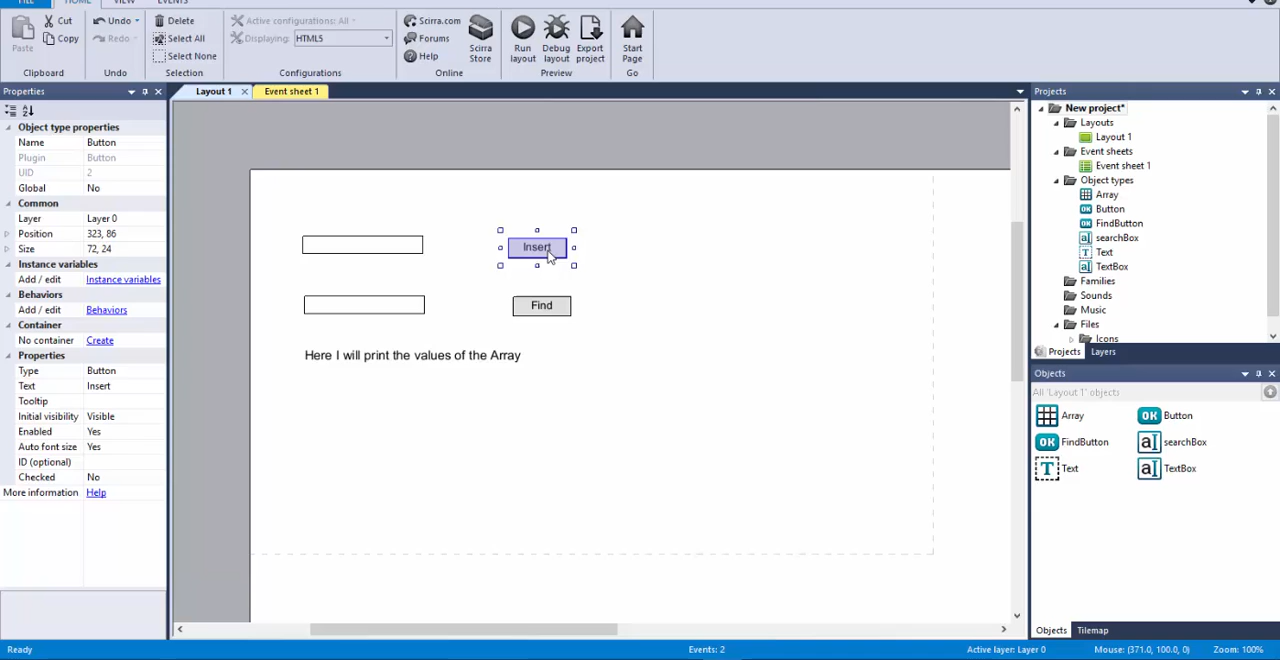 FILE HOME VIEW EVENTS
Paste
Cut
Copy
Clipboard
Undo
Redo
Undo
Delete
Select All
Select None
Selection
Active configurations: All
Displaying: HTML5
Configurations
Scirra.com
Forums
Help
Scirra Store
Online
Run layout
Debug layout
Export project
Preview
Start Page
Go
Properties
Layout 1
Event sheet 1
Projects
Object type properties
Name Button
Plugin Button
UID 2
Global No
Common
Layer Layer 0
Position 323, 86
Size 72, 24
Instance variables
Add / edit Instance variables
Behaviors
Add / edit Behaviors
Container
No container Create
Properties
Type Button
Text Insert
Tooltip
Initial visibility Visible
Enabled Yes
Auto font size Yes
ID (optional)
Checked No
More information Help
Insert
Find
Here I will print the values of the Array
New project*
Layouts
Layout 1
Event sheets
Event sheet 1
Object types
Array
Button
FindButton
searchBox
Text
TextBox
Families
Sounds
Music
Files
Icons
Projects Layers
Objects
All 'Layout 1' objects
Array Button
FindButton searchBox
Text TextBox
Objects Tilemap
Ready Events: 2 Active layer: Layer 0 Mouse: (371.0, 100.0, 0) Zoom: 100%